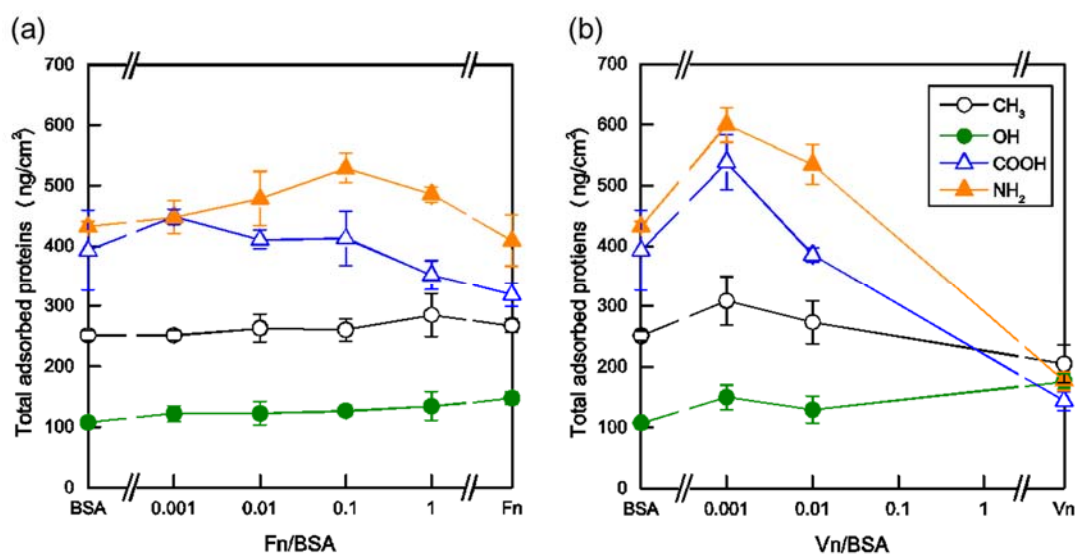 (a)
Total adsorbed proteins ( ng/cm²)
700
600
500
400
300
200
100
0
BSA 0.001 0.01 0.1 1 Fn
Fn/BSA
(b)
Total adsorbed protiens ( ng/cm²)
700
600
500
400
300
200
100
0
BSA 0.001 0.01 0.1 1 Vn
Vn/BSA
CH₃
OH
COOH
NH₂